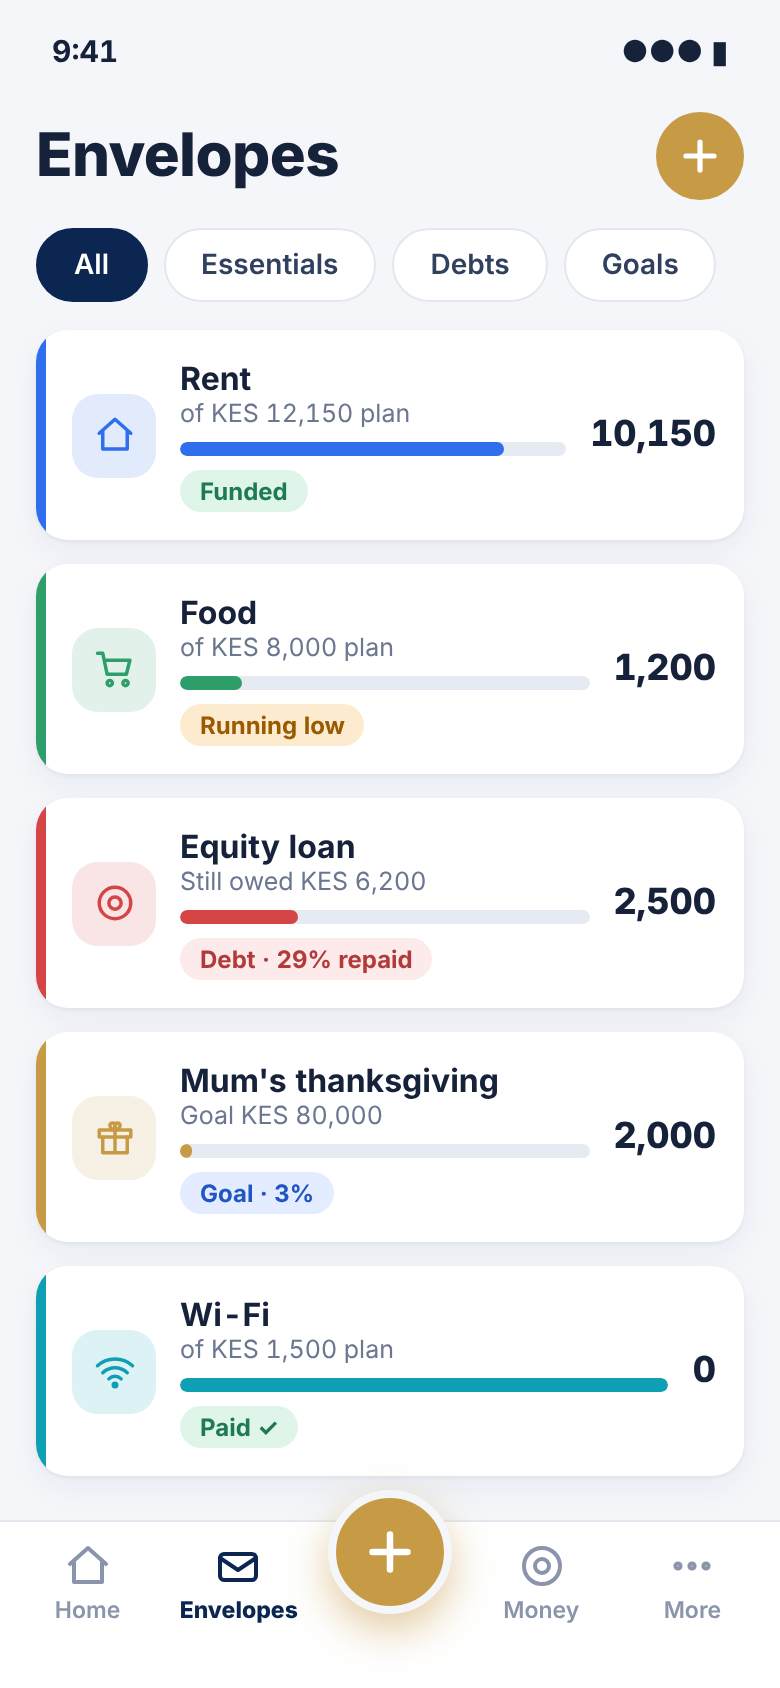 9:41
Envelopes
All
Essentials
Debts
Goals
Rent
of KES 12,150 plan
10,150
Funded
Food
of KES 8,000 plan
1,200
Running low
Equity loan
Still owed KES 6,200
2,500
Debt · 29% repaid
Mum's thanksgiving
Goal KES 80,000
2,000
Goal · 3%
Wi-Fi
of KES 1,500 plan
0
Paid ✓
Home
Envelopes
Money
More